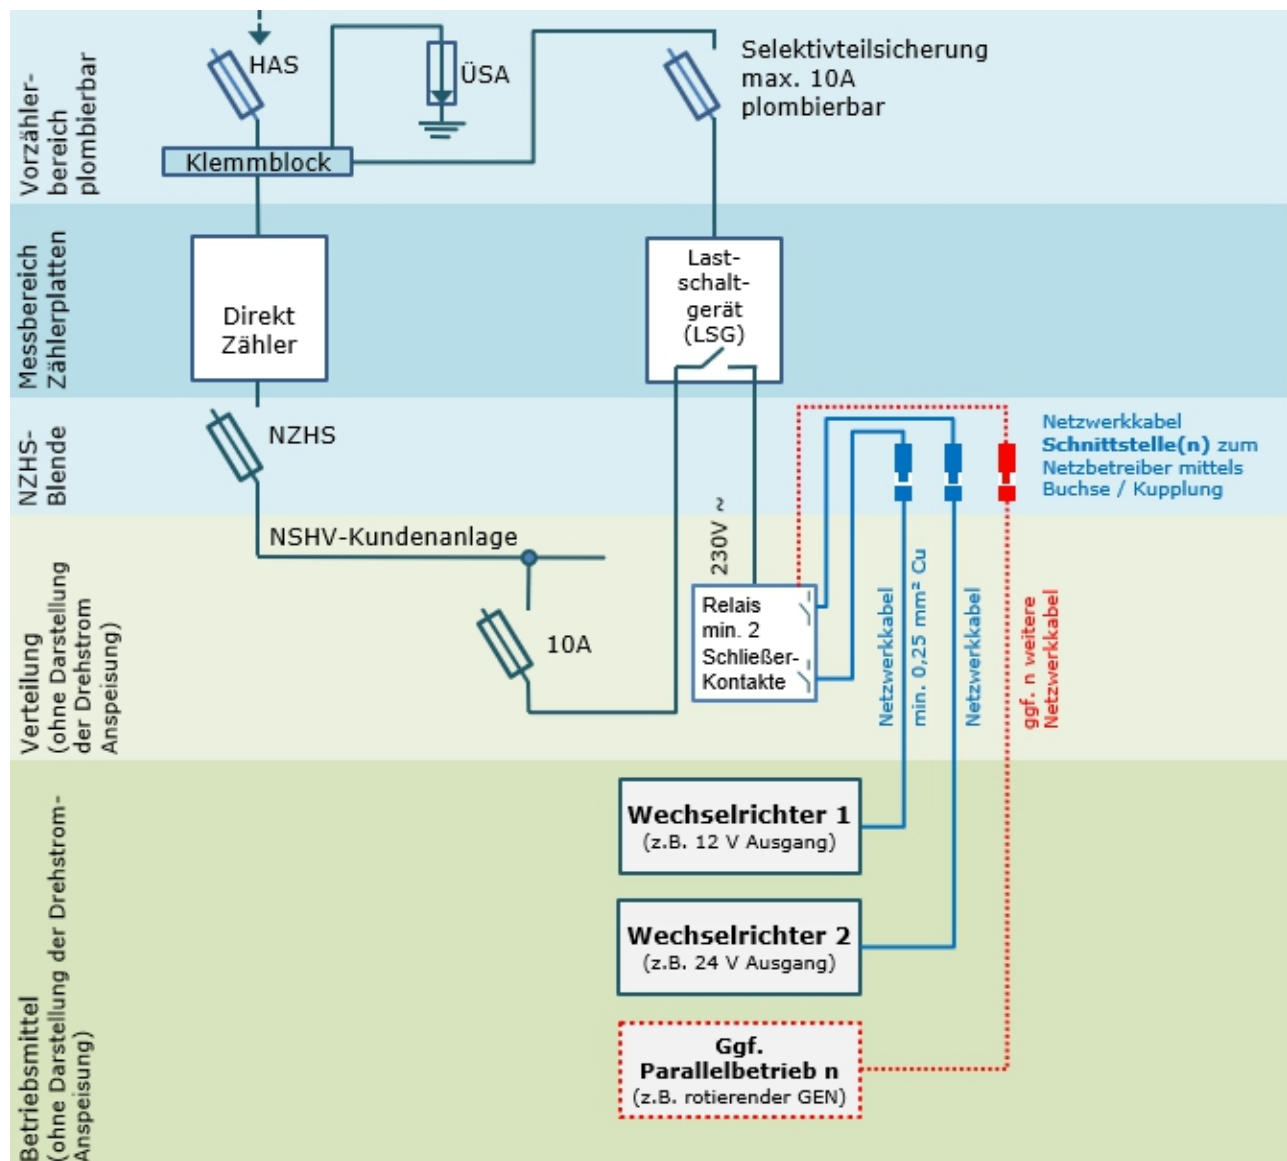 Vorzähler-
bereich
plombierbar
HAS
ÜSA
Selektivteilsicherung
max. 10A
plombierbar
Klemmblock
Messbereich
Zählerplatten
Direkt
Zähler
Last-
schalt-
gerät
(LSG)
NZHS-
Blende
NZHS
Netzwerkkabel
Schnittstelle(n) zum
Netzbetreiber mittels
Buchse / Kupplung
Verteilung
(ohne Darstellung
der Drehstrom
Anspeisung)
NSHV-Kundenanlage
10A
230V ~
Relais
min. 2
Schließer-
Kontakte
Netzwerkkabel
min. 0,25 mm² Cu
Netzwerkkabel
ggf. n weitere
Netzwerkkabel
Betriebsmittel
(ohne Darstellung der Drehstrom-
Anspeisung)
Wechselrichter 1
(z.B. 12 V Ausgang)
Wechselrichter 2
(z.B. 24 V Ausgang)
Ggf.
Parallelbetrieb n
(z.B. rotierender GEN)